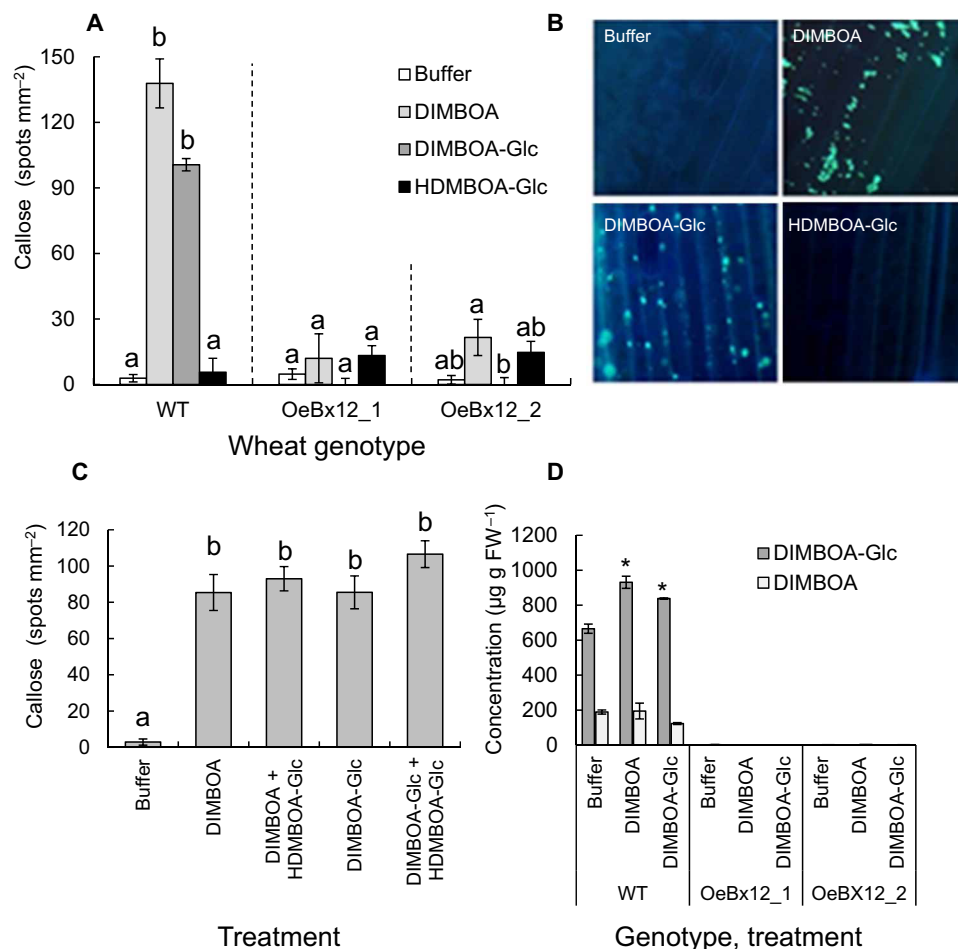 A
b
150
120
90
60
30
0
Callose (spots mm⁻²)
Buffer
DIMBOA
DIMBOA-Glc
HDMBOA-Glc
b
a
a
a
a
a
a
ab
a
b
ab
WT
OeBx12_1
OeBx12_2
Wheat genotype
B
Buffer
DIMBOA
DIMBOA-Glc
HDMBOA-Glc
C
120
100
80
60
40
20
0
Callose (spots mm⁻²)
a
b
b
b
b
Buffer
DIMBOA
DIMBOA +
HDMBOA-Glc
DIMBOA-Glc
DIMBOA-Glc +
HDMBOA-Glc
Treatment
D
1200
1000
800
600
400
200
0
Concentration (µg g FW⁻¹)
DIMBOA-Glc
DIMBOA
*
*
Buffer
DIMBOA
DIMBOA-Glc
Buffer
DIMBOA
DIMBOA-Glc
Buffer
DIMBOA
DIMBOA-Glc
WT
OeBx12_1
OeBX12_2
Genotype, treatment